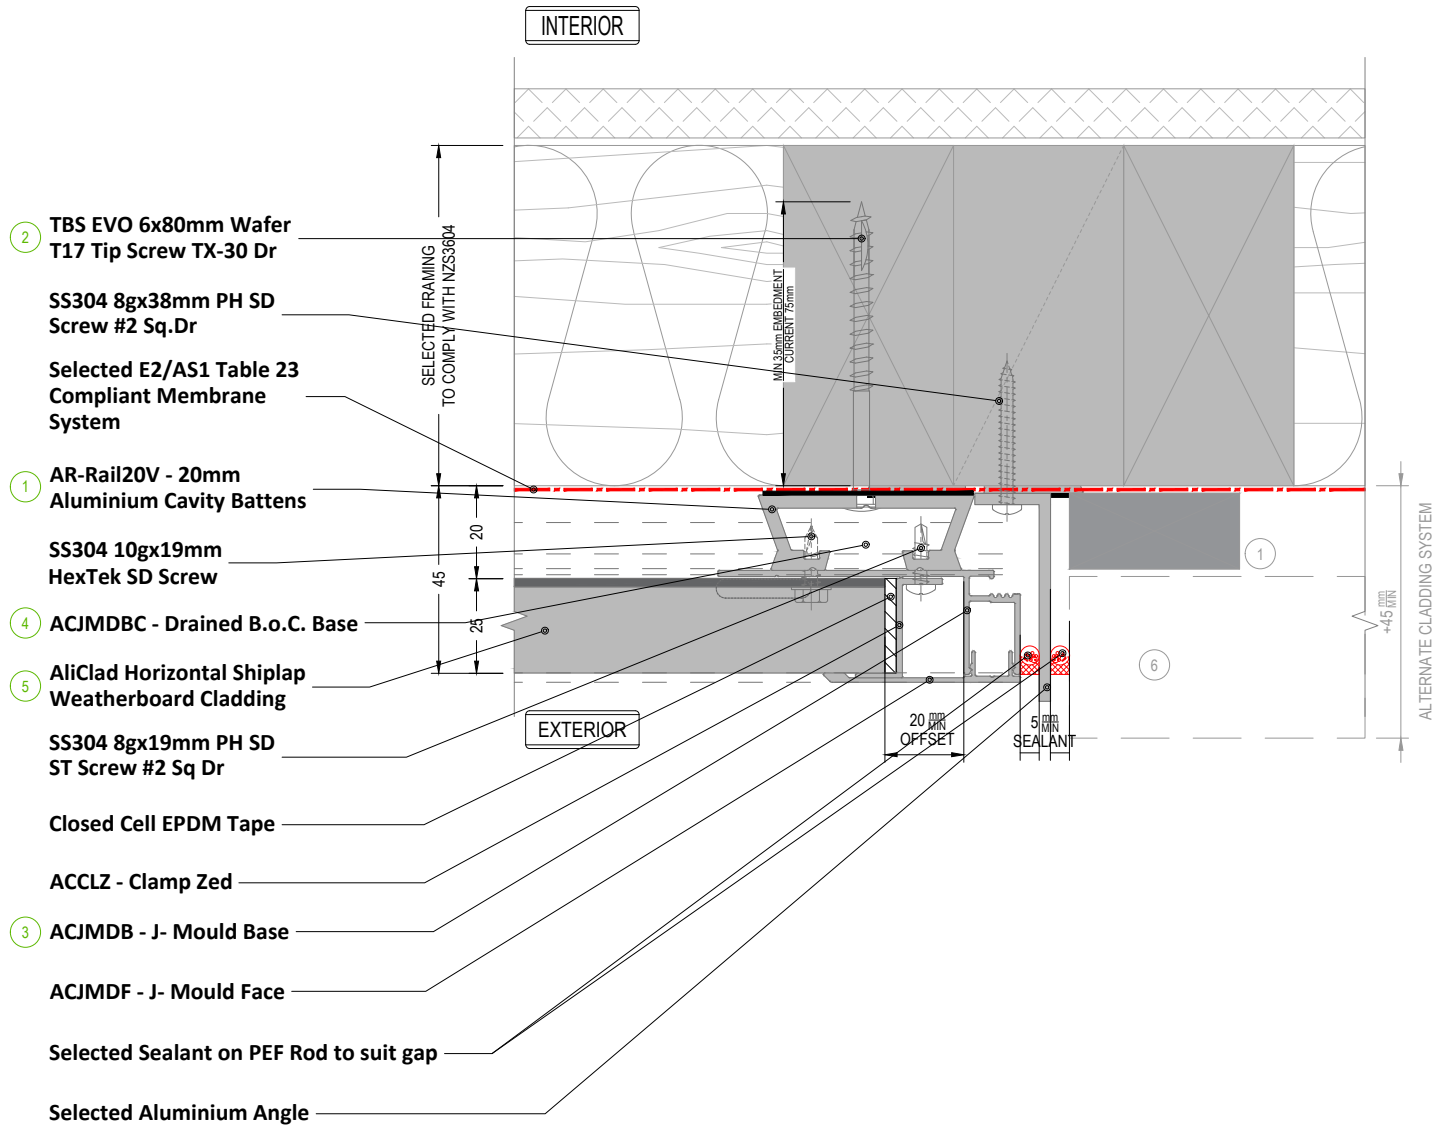 INTERIOR
2
TBS EVO 6x80mm Wafer
T17 Tip Screw TX-30 Dr
SS304 8gx38mm PH SD
Screw #2 Sq.Dr
Selected E2/AS1 Table 23
Compliant Membrane
System
1
AR-Rail20V - 20mm
Aluminium Cavity Battens
SS304 10gx19mm
HexTek SD Screw
4
ACJMDBC - Drained B.o.C. Base
5
AliClad Horizontal Shiplap
Weatherboard Cladding
SS304 8gx19mm PH SD
ST Screw #2 Sq Dr
Closed Cell EPDM Tape
ACCLZ - Clamp Zed
3
ACJMDB - J- Mould Base
ACJMDF - J- Mould Face
Selected Sealant on PEF Rod to suit gap
Selected Aluminium Angle
SELECTED FRAMING
TO COMPLY WITH NZS3604
MIN 35mm EMBEDMENT
CURRENT 75mm
20
45
25
EXTERIOR
20 mm MIN
OFFSET
5 mm MIN
SEALANT
1
6
+45 mm MIN
ALTERNATE CLADDING SYSTEM